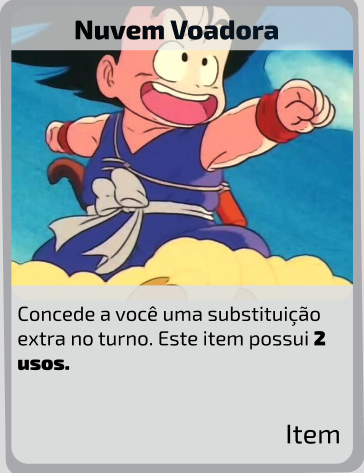 Nuvem Voadora
Concede a você uma substituição
extra no turno. Este item possui 2
usos.
Item